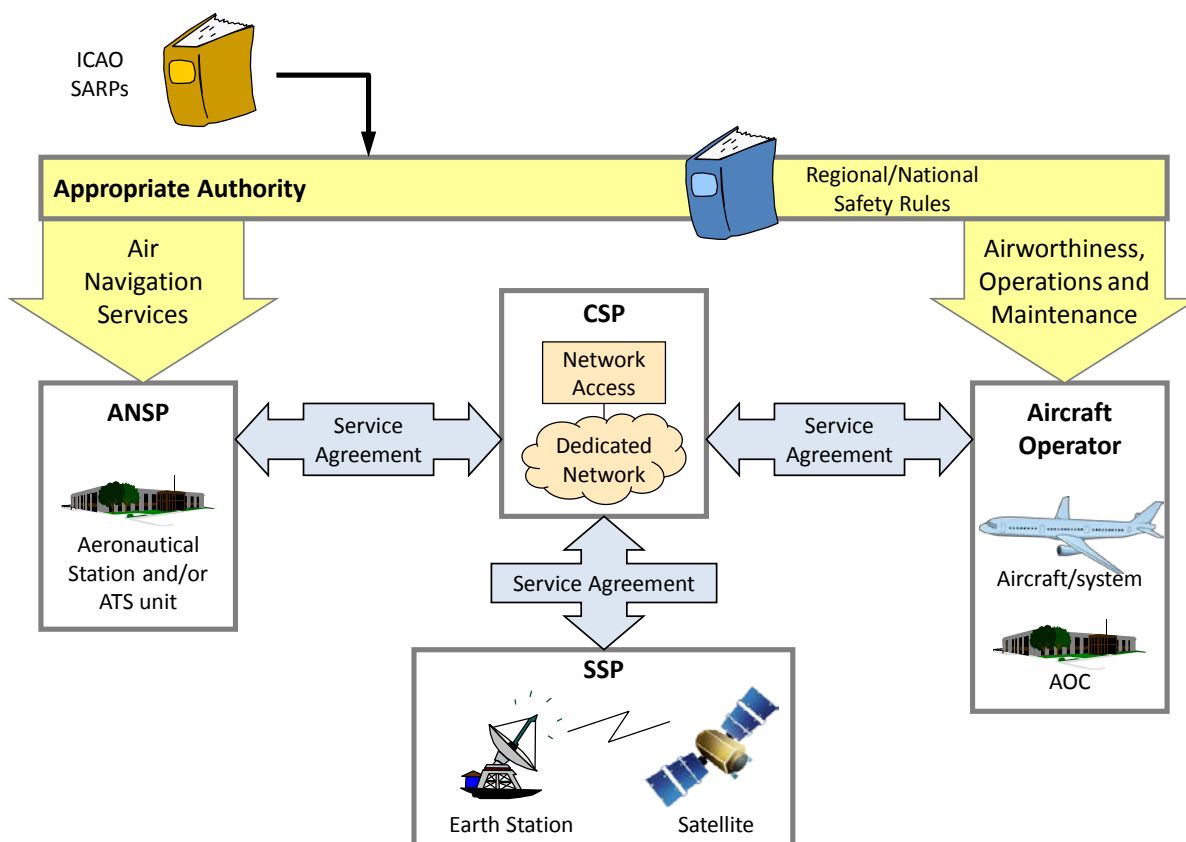 ICAO
SARPs
Appropriate Authority
Regional/National
Safety Rules
Air
Navigation
Services
Airworthiness,
Operations and
Maintenance
CSP
Network
Access
Dedicated
Network
ANSP
Aeronautical
Station and/or
ATS unit
Service
Agreement
Service
Agreement
Aircraft
Operator
Aircraft/system
AOC
Service Agreement
SSP
Earth Station
Satellite